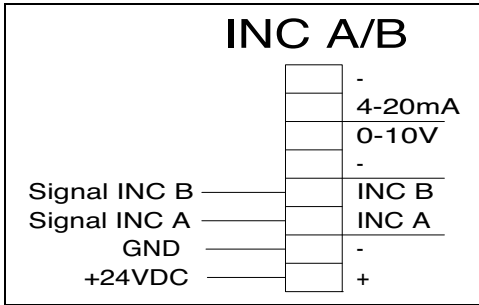 INC A/B
-
4-20mA
0-10V
-
Signal INC B INC B
Signal INC A INC A
GND -
+24VDC +